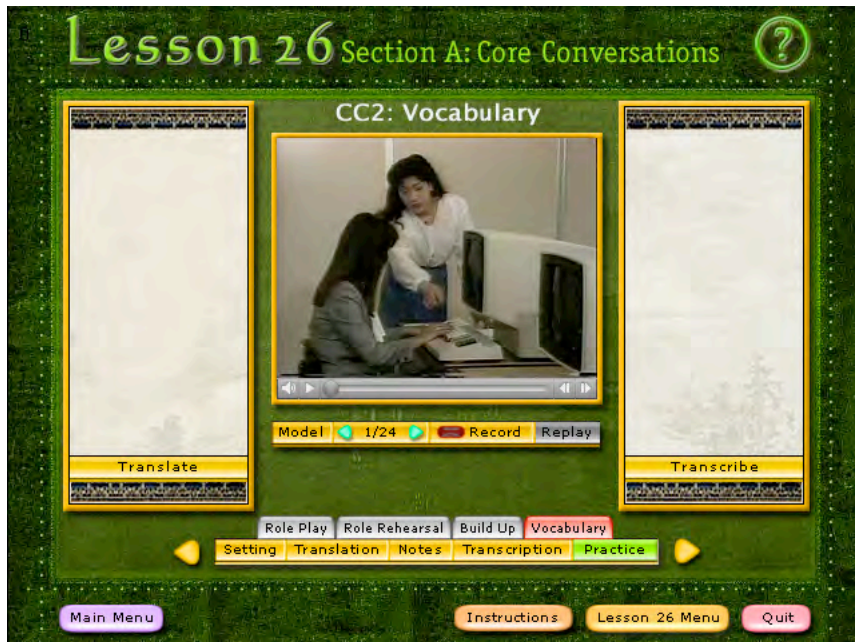 Lesson 26 Section A: Core Conversations
?
CC2: Vocabulary
Model 1/24 Record Replay
Translate
Transcribe
Role Play Role Rehearsal Build Up Vocabulary
Setting Translation Notes Transcription Practice
Main Menu Instructions Lesson 26 Menu Quit